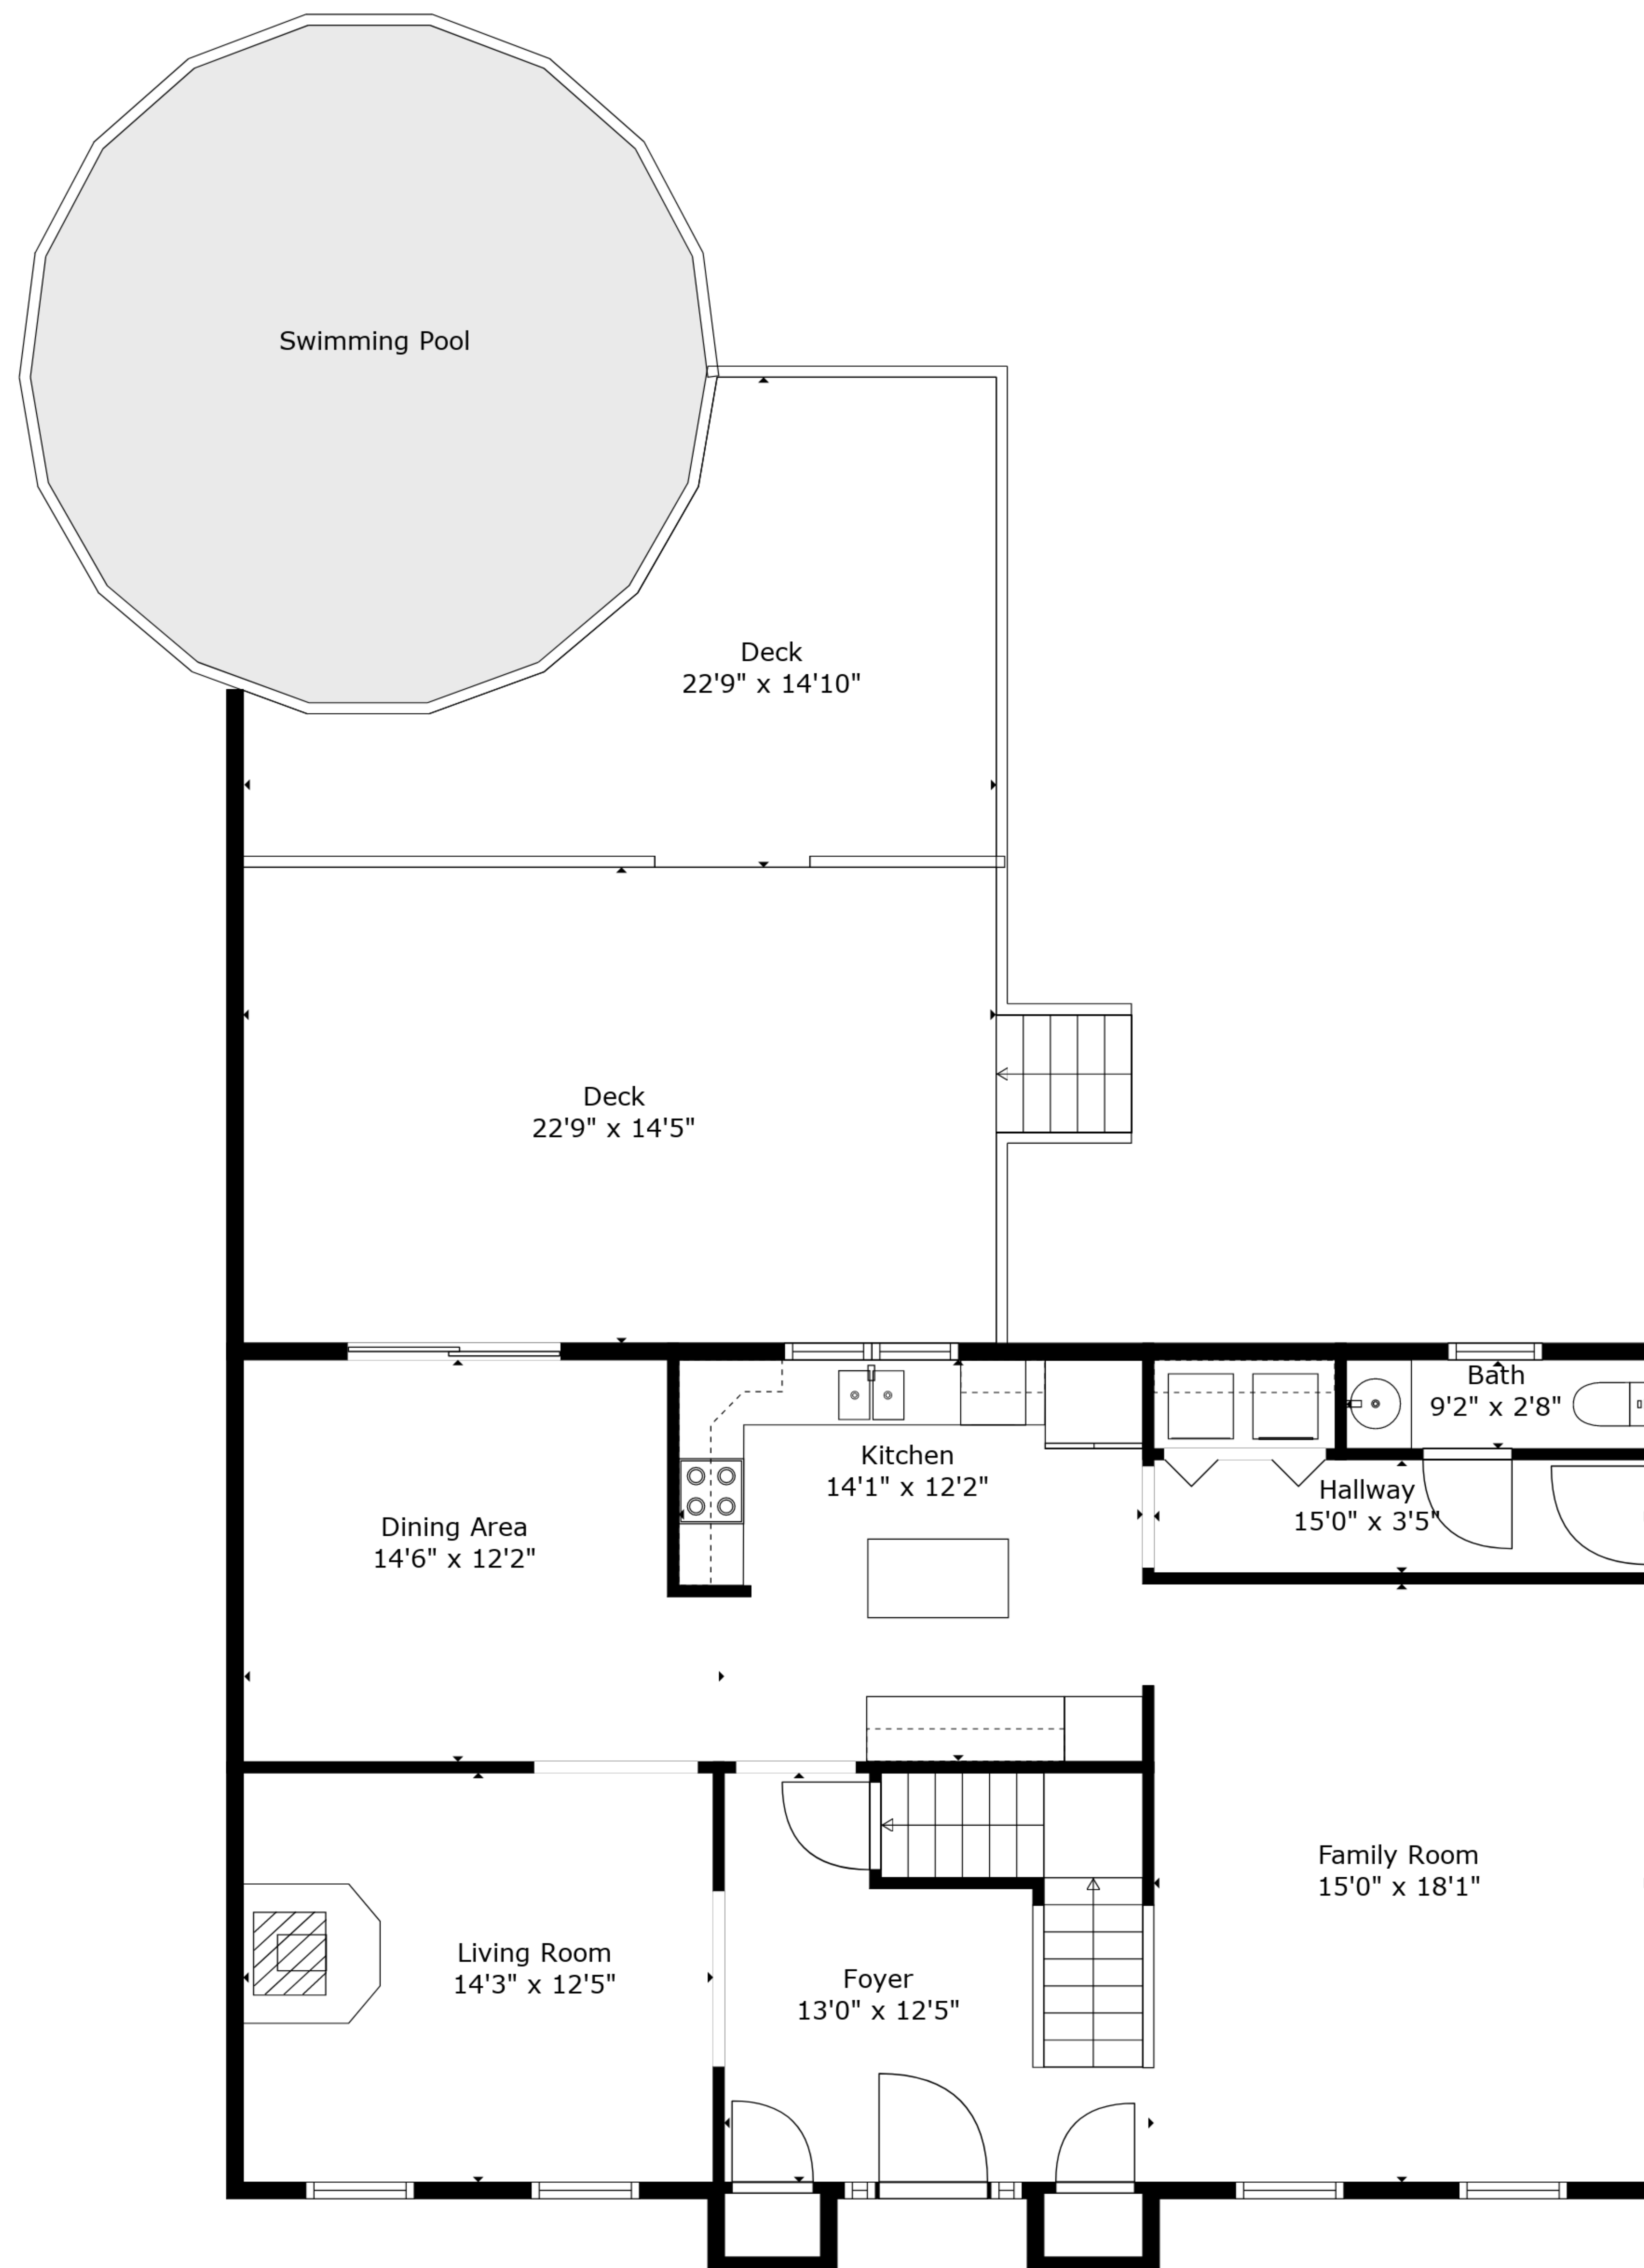 Swimming Pool
Deck
22'9" x 14'10"
Deck
22'9" x 14'5"
Bath
9'2" x 2'8"
Kitchen
14'1" x 12'2"
Hallway
15'0" x 3'5"
Dining Area
14'6" x 12'2"
Family Room
15'0" x 18'1"
Living Room
14'3" x 12'5"
Foyer
13'0" x 12'5"